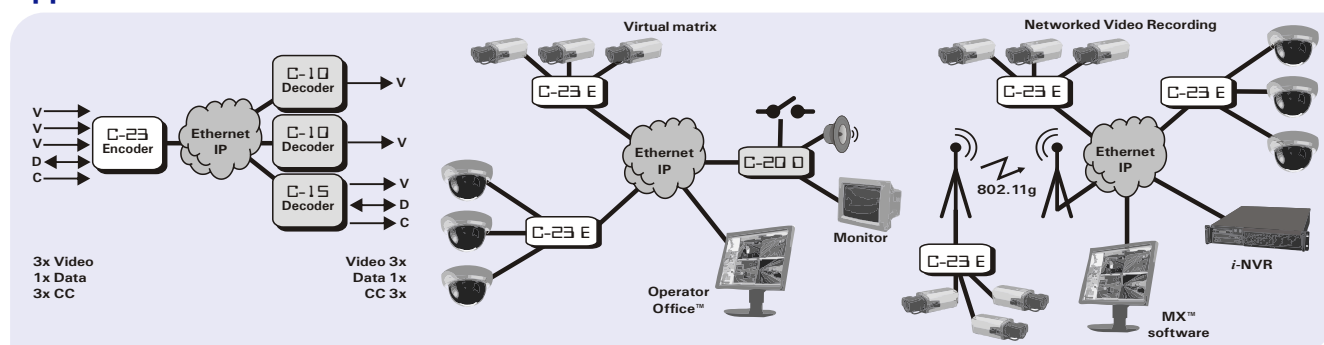 V
V
V
D
C
C-23
Encoder
Ethernet
IP
C-10
Decoder
V
C-10
Decoder
V
C-15
Decoder
V
D
C
3x Video
1x Data
3x CC
Video 3x
Data 1x
CC 3x
Virtual matrix
C-23 E
C-23 E
Ethernet
IP
C-20 D
Monitor
Operator
Office™
Networked Video Recording
C-23 E
C-23 E
802.11g
Ethernet
IP
C-23 E
i-NVR
MX™
software